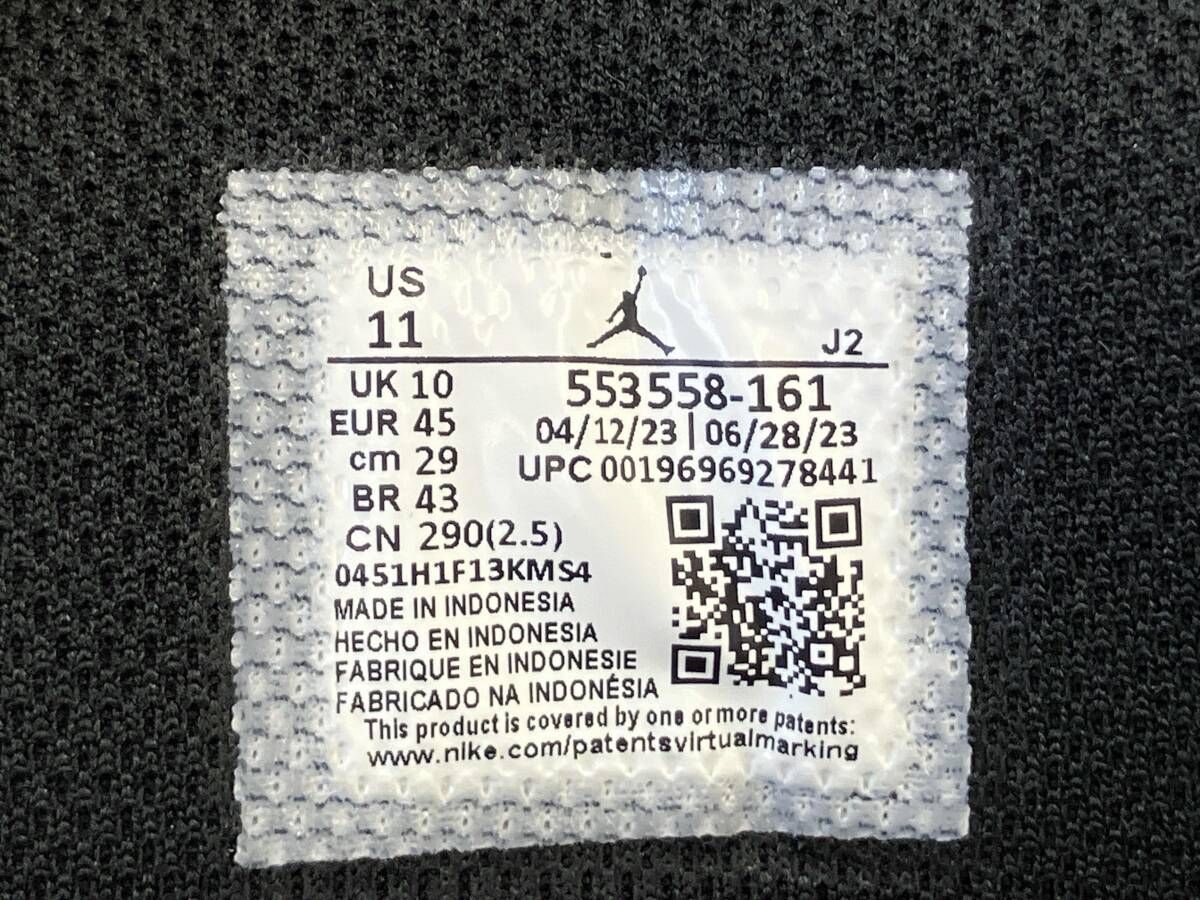 US
11
J2
UK 10
EUR 45
cm 29
BR 43
CN 290(2.5)
553558-161
04/12/23 | 06/28/23
UPC 00196969278441
0451H1F13KMS4
MADE IN INDONESIA
HECHO EN INDONESIA
FABRIQUE EN INDONESIE
FABRICADO NA INDONÉSIA
This product is covered by one or more patents:
www.nike.com/patentsvirtualmarking